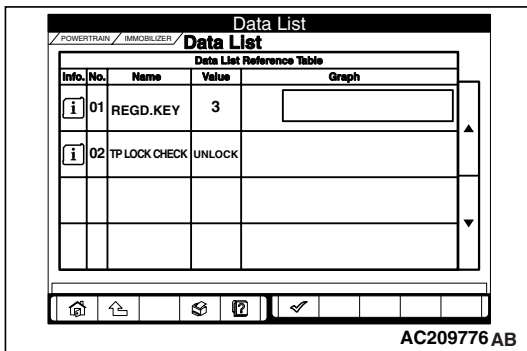 Data List
POWERTRAIN IMMOBILIZER Data List
Data List Reference Table
Info. No. Name Value Graph
i 01 REGD.KEY 3
i 02 TP LOCK CHECK UNLOCK
?
AC209776 AB